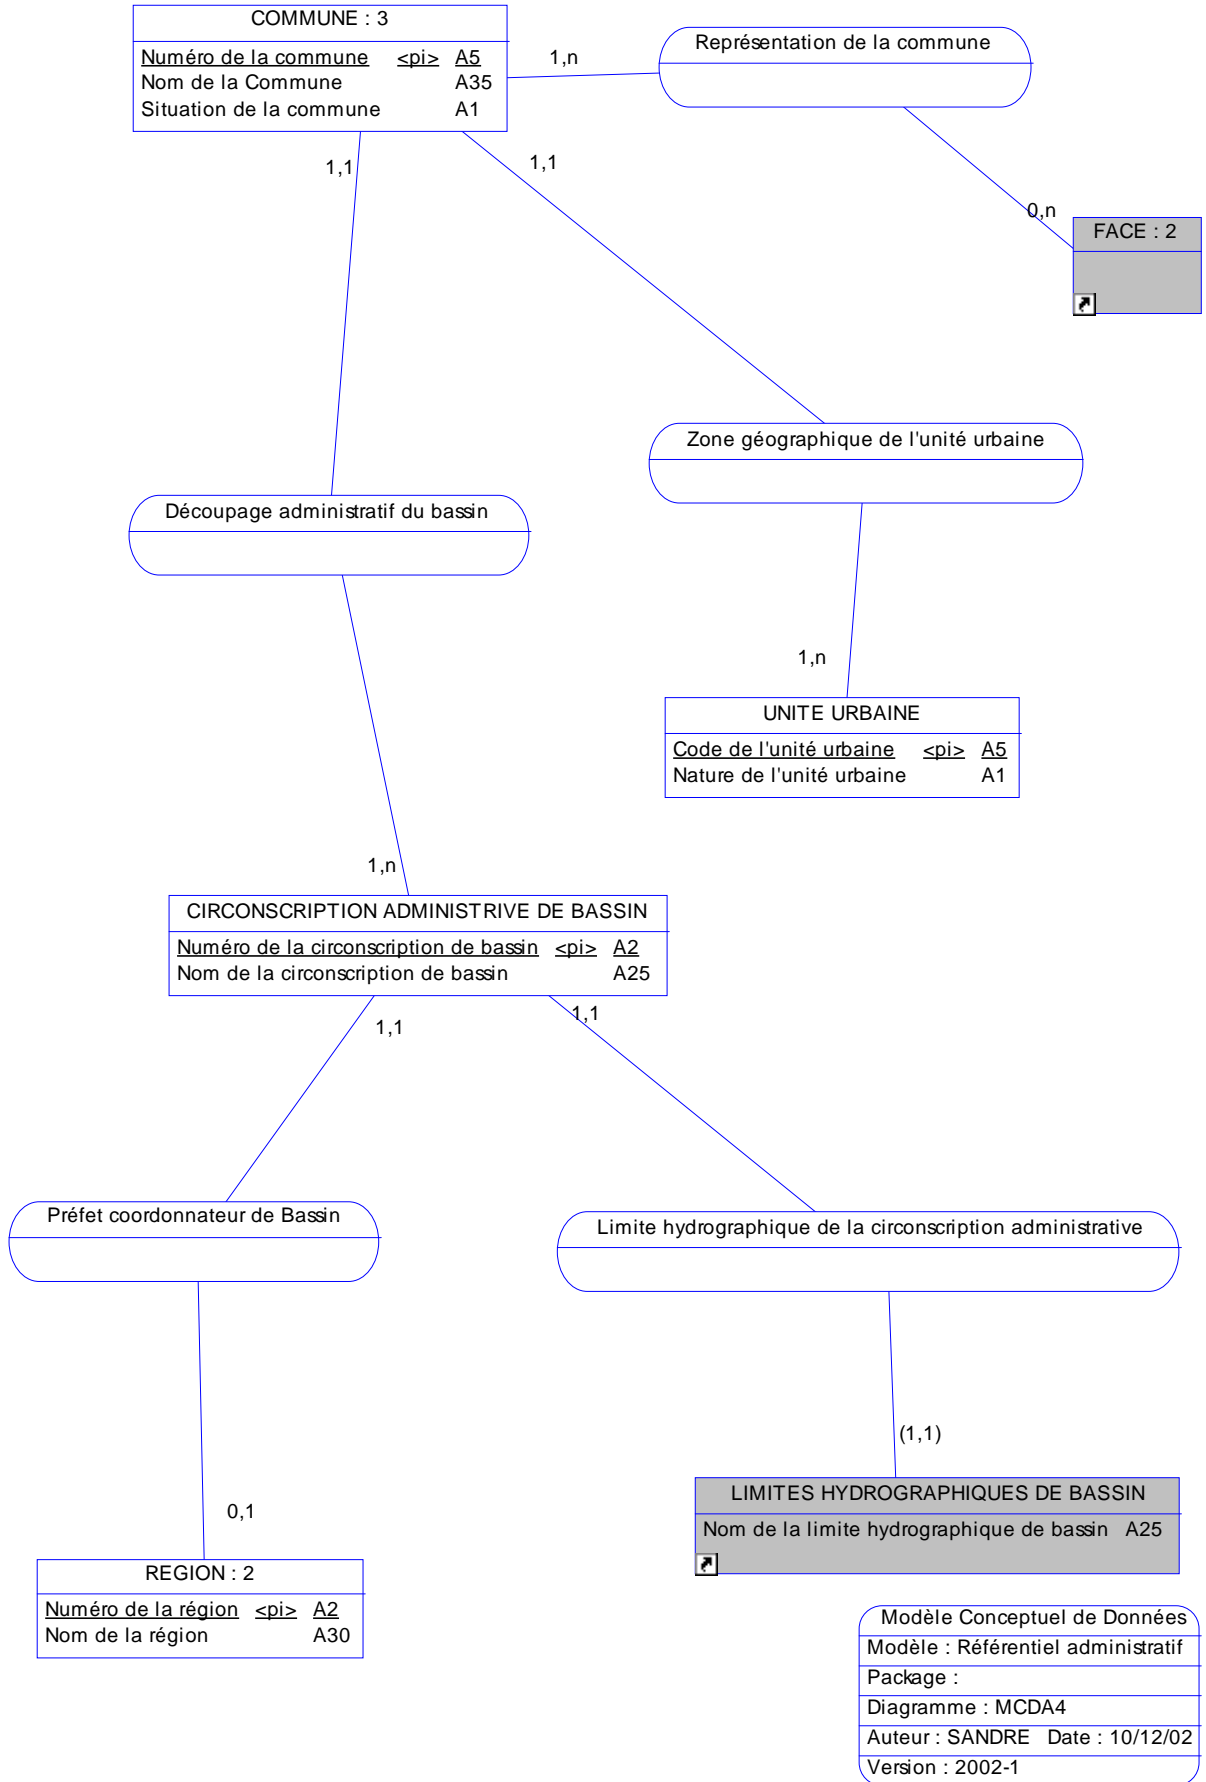 COMMUNE : 3
Numéro de la commune <pi> A5
Nom de la Commune A35
Situation de la commune A1
1,n
Représentation de la commune
1,1
1,1
0,n
FACE : 2
Zone géographique de l'unité urbaine
Découpage administratif du bassin
1,n
UNITE URBAINE
Code de l'unité urbaine <pi> A5
Nature de l'unité urbaine A1
1,n
CIRCONSCRIPTION ADMINISTRIVE DE BASSIN
Numéro de la circonscription de bassin <pi> A2
Nom de la circonscription de bassin A25
1,1
1,1
Préfet coordonnateur de Bassin
Limite hydrographique de la circonscription administrative
(1,1)
LIMITES HYDROGRAPHIQUES DE BASSIN
Nom de la limite hydrographique de bassin A25
0,1
REGION : 2
Numéro de la région <pi> A2
Nom de la région A30
Modèle Conceptuel de Données
Modèle : Référentiel administratif
Package :
Diagramme : MCDA4
Auteur : SANDRE Date : 10/12/02
Version : 2002-1